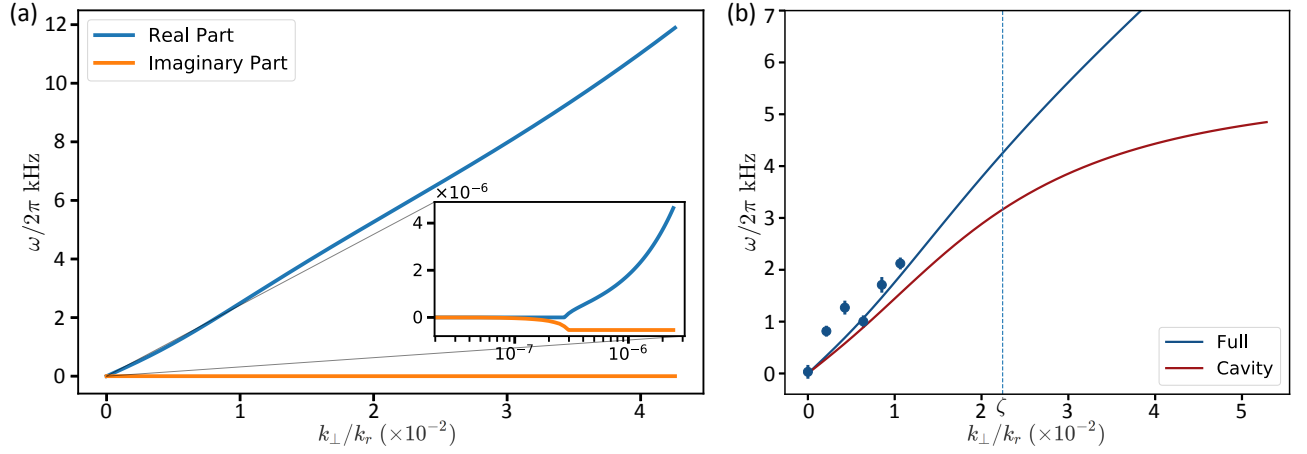 (a)
12
10
8
6
4
2
0
ω/2π kHz
Real Part
Imaginary Part
×10⁻⁶
4
2
0
10⁻⁷
10⁻⁶
0 1 2 3 4
k⊥/kᵣ (×10⁻²)
(b)
7
6
5
4
3
2
1
0
ω/2π kHz
Full
Cavity
0 1 2 ζ 3 4 5
k⊥/kᵣ (×10⁻²)